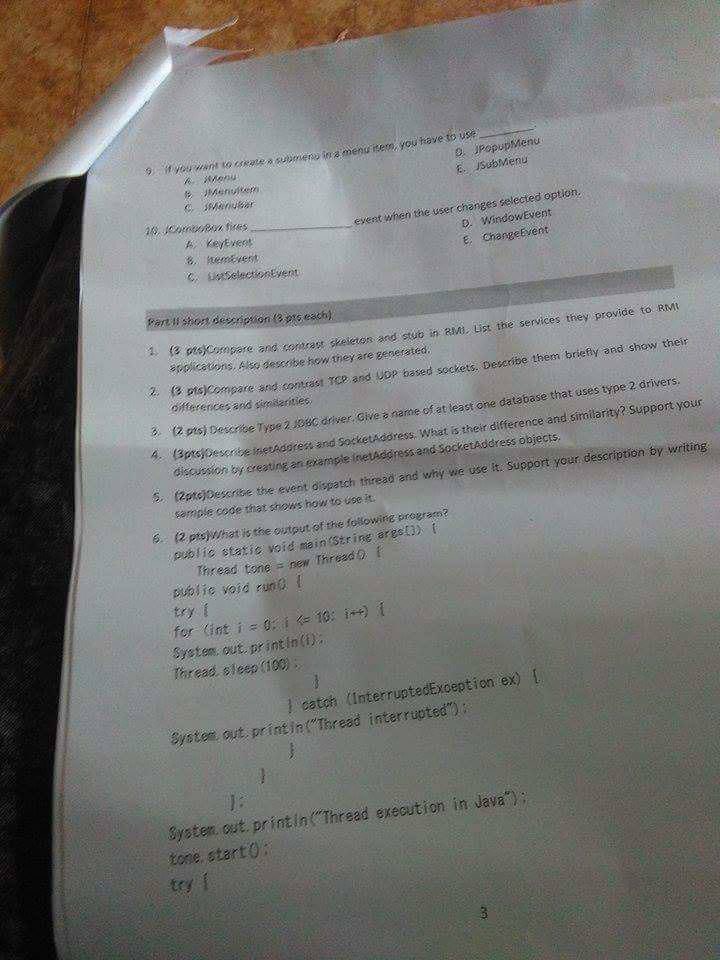 9. If you want to create a submenu in a menu item, you have to use ________.
A. JMenu
D. JPopupMenu
B. JMenuItem
E. JSubMenu
C. JMenuBar
10. JComboBox fires ________________ event when the user changes selected option.
A. KeyEvent
D. WindowEvent
B. ItemEvent
E. ChangeEvent
C. ListSelectionEvent
Part II short description (3 pts each)
1. (3 pts)Compare and contrast skeleton and stub in RMI. List the services they provide to RMI
applications. Also describe how they are generated.
2. (3 pts)Compare and contrast TCP and UDP based sockets. Describe them briefly and show their
differences and similarities.
3. (2 pts) Describe Type 2 JDBC driver. Give a name of at least one database that uses type 2 drivers.
4. (3pts)Describe InetAddress and SocketAddress. What is their difference and similarity? Support your
discussion by creating an example InetAddress and SocketAddress objects.
5. (2pts)Describe the event dispatch thread and why we use it. Support your description by writing
sample code that shows how to use it.
6. (2 pts)What is the output of the following program?
public static void main(String args[]) {
Thread tone = new Thread() {
public void run() {
try {
for (int i = 0; i <= 10; i++) {
System.out.println(i);
Thread.sleep(100);
}
} catch (InterruptedException ex) {
System.out.println("Thread interrupted");
}
}
};
System.out.println("Thread execution in Java");
tone.start();
try {
3